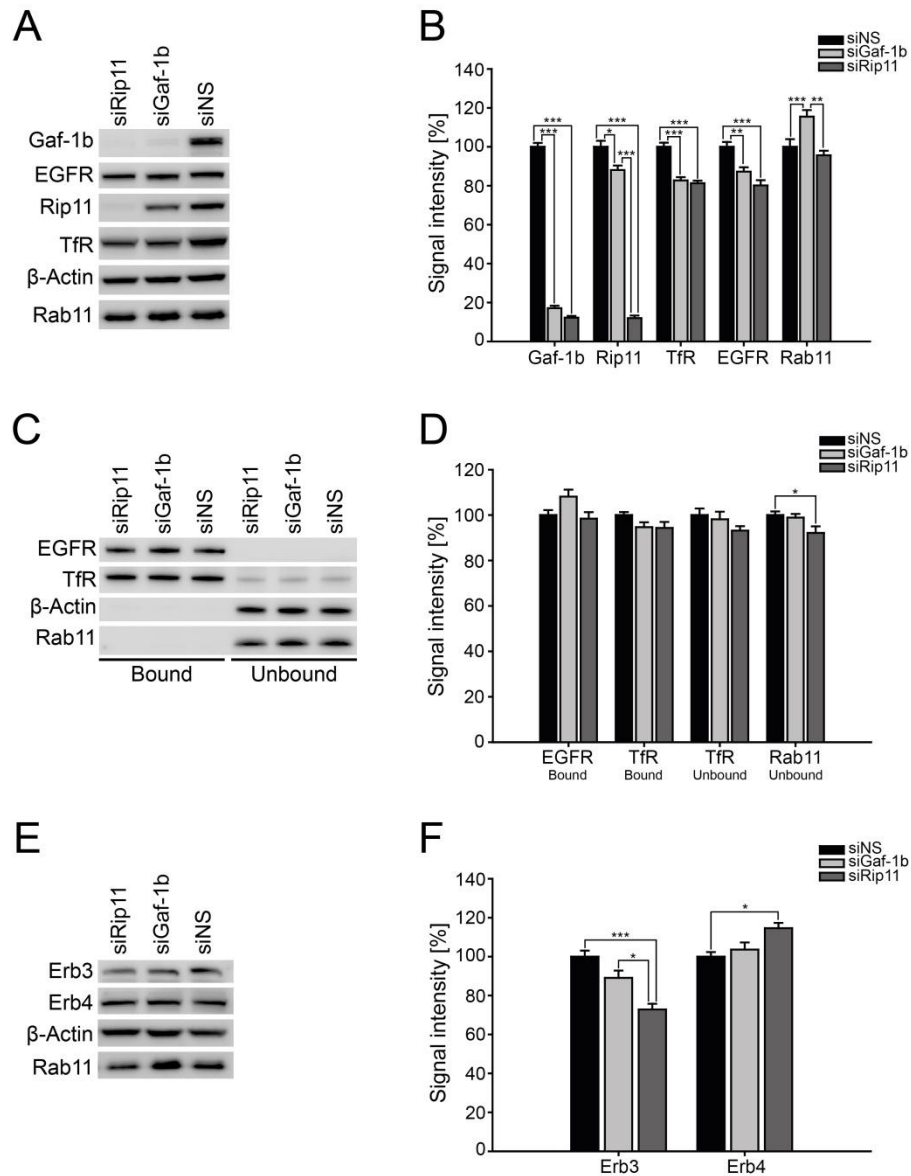 A
siRip11 siGaf-1b siNS
Gaf-1b
EGFR
Rip11
TfR
β-Actin
Rab11
B
siNS
siGaf-1b
siRip11
Signal intensity [%]
140
120
100
80
60
40
20
0
*** *** *** * *** *** *** *** ** *** **
Gaf-1b Rip11 TfR EGFR Rab11
C
siRip11 siGaf-1b siNS siRip11 siGaf-1b siNS
EGFR
TfR
β-Actin
Rab11
Bound Unbound
D
siNS
siGaf-1b
siRip11
Signal intensity [%]
120
100
80
60
40
20
0
*
EGFR TfR TfR Rab11
Bound Bound Unbound Unbound
E
siRip11 siGaf-1b siNS
Erb3
Erb4
β-Actin
Rab11
F
siNS
siGaf-1b
siRip11
Signal intensity [%]
140
120
100
80
60
40
20
0
*** * *
Erb3 Erb4